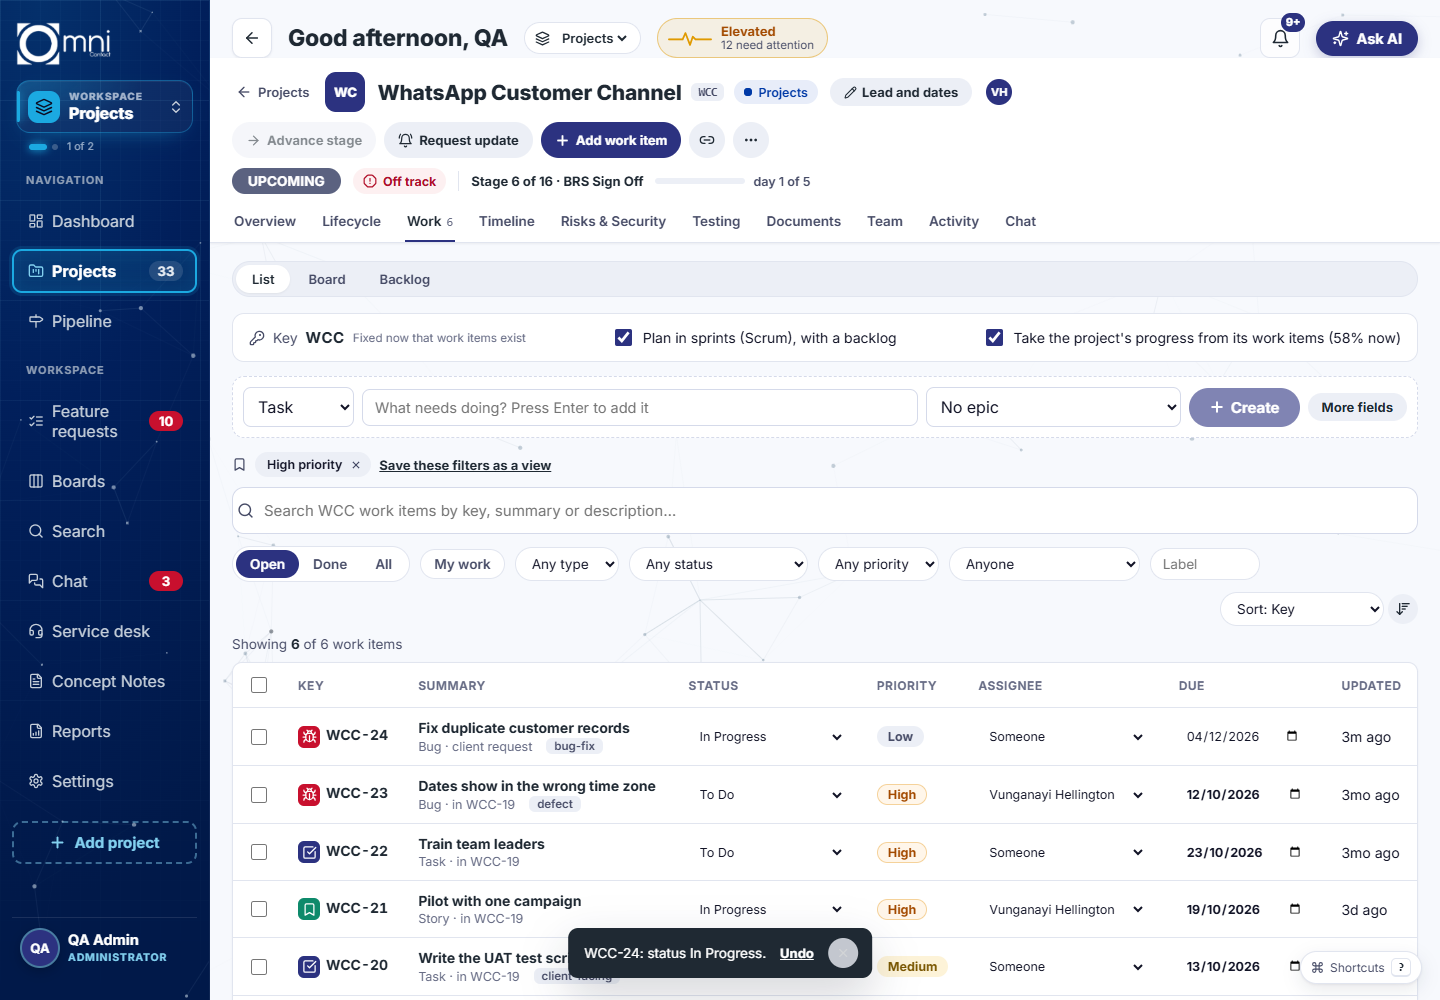 Omni
Contact
WORKSPACE
Projects
1 of 2
NAVIGATION
Dashboard
Projects 33
Pipeline
WORKSPACE
Feature requests 10
Boards
Search
Chat 3
Service desk
Concept Notes
Reports
Settings
+ Add project
QA
QA Admin
ADMINISTRATOR
Good afternoon, QA
Projects
Elevated
12 need attention
9+
Ask AI
Projects
WC
WhatsApp Customer Channel
WCC
Projects
Lead and dates
VH
Advance stage
Request update
+ Add work item
UPCOMING
Off track
Stage 6 of 16 · BRS Sign Off
day 1 of 5
Overview
Lifecycle
Work 6
Timeline
Risks & Security
Testing
Documents
Team
Activity
Chat
List
Board
Backlog
Key WCC Fixed now that work items exist
Plan in sprints (Scrum), with a backlog
Take the project's progress from its work items (58% now)
Task
What needs doing? Press Enter to add it
No epic
+ Create
More fields
High priority ×
Save these filters as a view
Search WCC work items by key, summary or description...
Open
Done
All
My work
Any type
Any status
Any priority
Anyone
Label
Sort: Key
Showing 6 of 6 work items
KEY SUMMARY STATUS PRIORITY ASSIGNEE DUE UPDATED
WCC-24 Fix duplicate customer records In Progress Low Someone 04/12/2026 3m ago
Bug · client request bug-fix
WCC-23 Dates show in the wrong time zone To Do High Vunganayi Hellington 12/10/2026 3mo ago
Bug · in WCC-19 defect
WCC-22 Train team leaders To Do High Someone 23/10/2026 3mo ago
Task · in WCC-19
WCC-21 Pilot with one campaign In Progress High Vunganayi Hellington 19/10/2026 3d ago
Story · in WCC-19
WCC-20 Write the UAT test scr Medium Someone 13/10/2026
Task · in WCC-19
WCC-24: status In Progress. Undo
⌘ Shortcuts ?